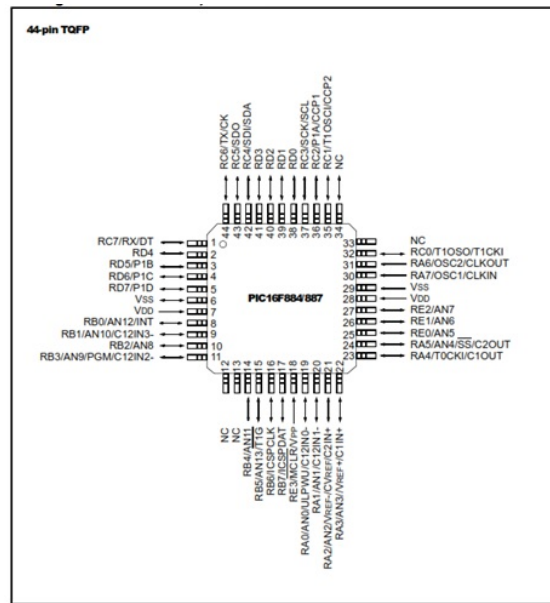 44-pin TQFP
RC6/TX/CK
RC5/SDO
RC4/SDI/SDA
RD3
RD2
RD1
RD0
RC3/SCK/SCL
RC2/P1A/CCP1
RC1/T1OSCI/CCP2
NC
44
43
42
41
40
39
38
37
36
35
34
RC7/RX/DT 1
RD4 2
RD5/P1B 3
RD6/P1C 4
RD7/P1D 5
VSS 6
VDD 7
RB0/AN12/INT 8
RB1/AN10/C12IN3- 9
RB2/AN8 10
RB3/AN9/PGM/C12IN2- 11
PIC16F884/887
33 NC
32 RC0/T1OSO/T1CKI
31 RA6/OSC2/CLKOUT
30 RA7/OSC1/CLKIN
29 VSS
28 VDD
27 RE2/AN7
26 RE1/AN6
25 RE0/AN5
24 RA5/AN4/SS/C2OUT
23 RA4/T0CKI/C1OUT
12
13
14
15
16
17
18
19
20
21
22
NC
NC
RB4/AN11
RB5/AN13/T1G
RB6/ICSPCLK
RB7/ICSPDAT
RE3/MCLR/VPP
RA0/AN0/ULPWU/C12IN0-
RA1/AN1/C12IN1-
RA2/AN2/VREF-/CVREF/C2IN+
RA3/AN3/VREF+/C1IN+